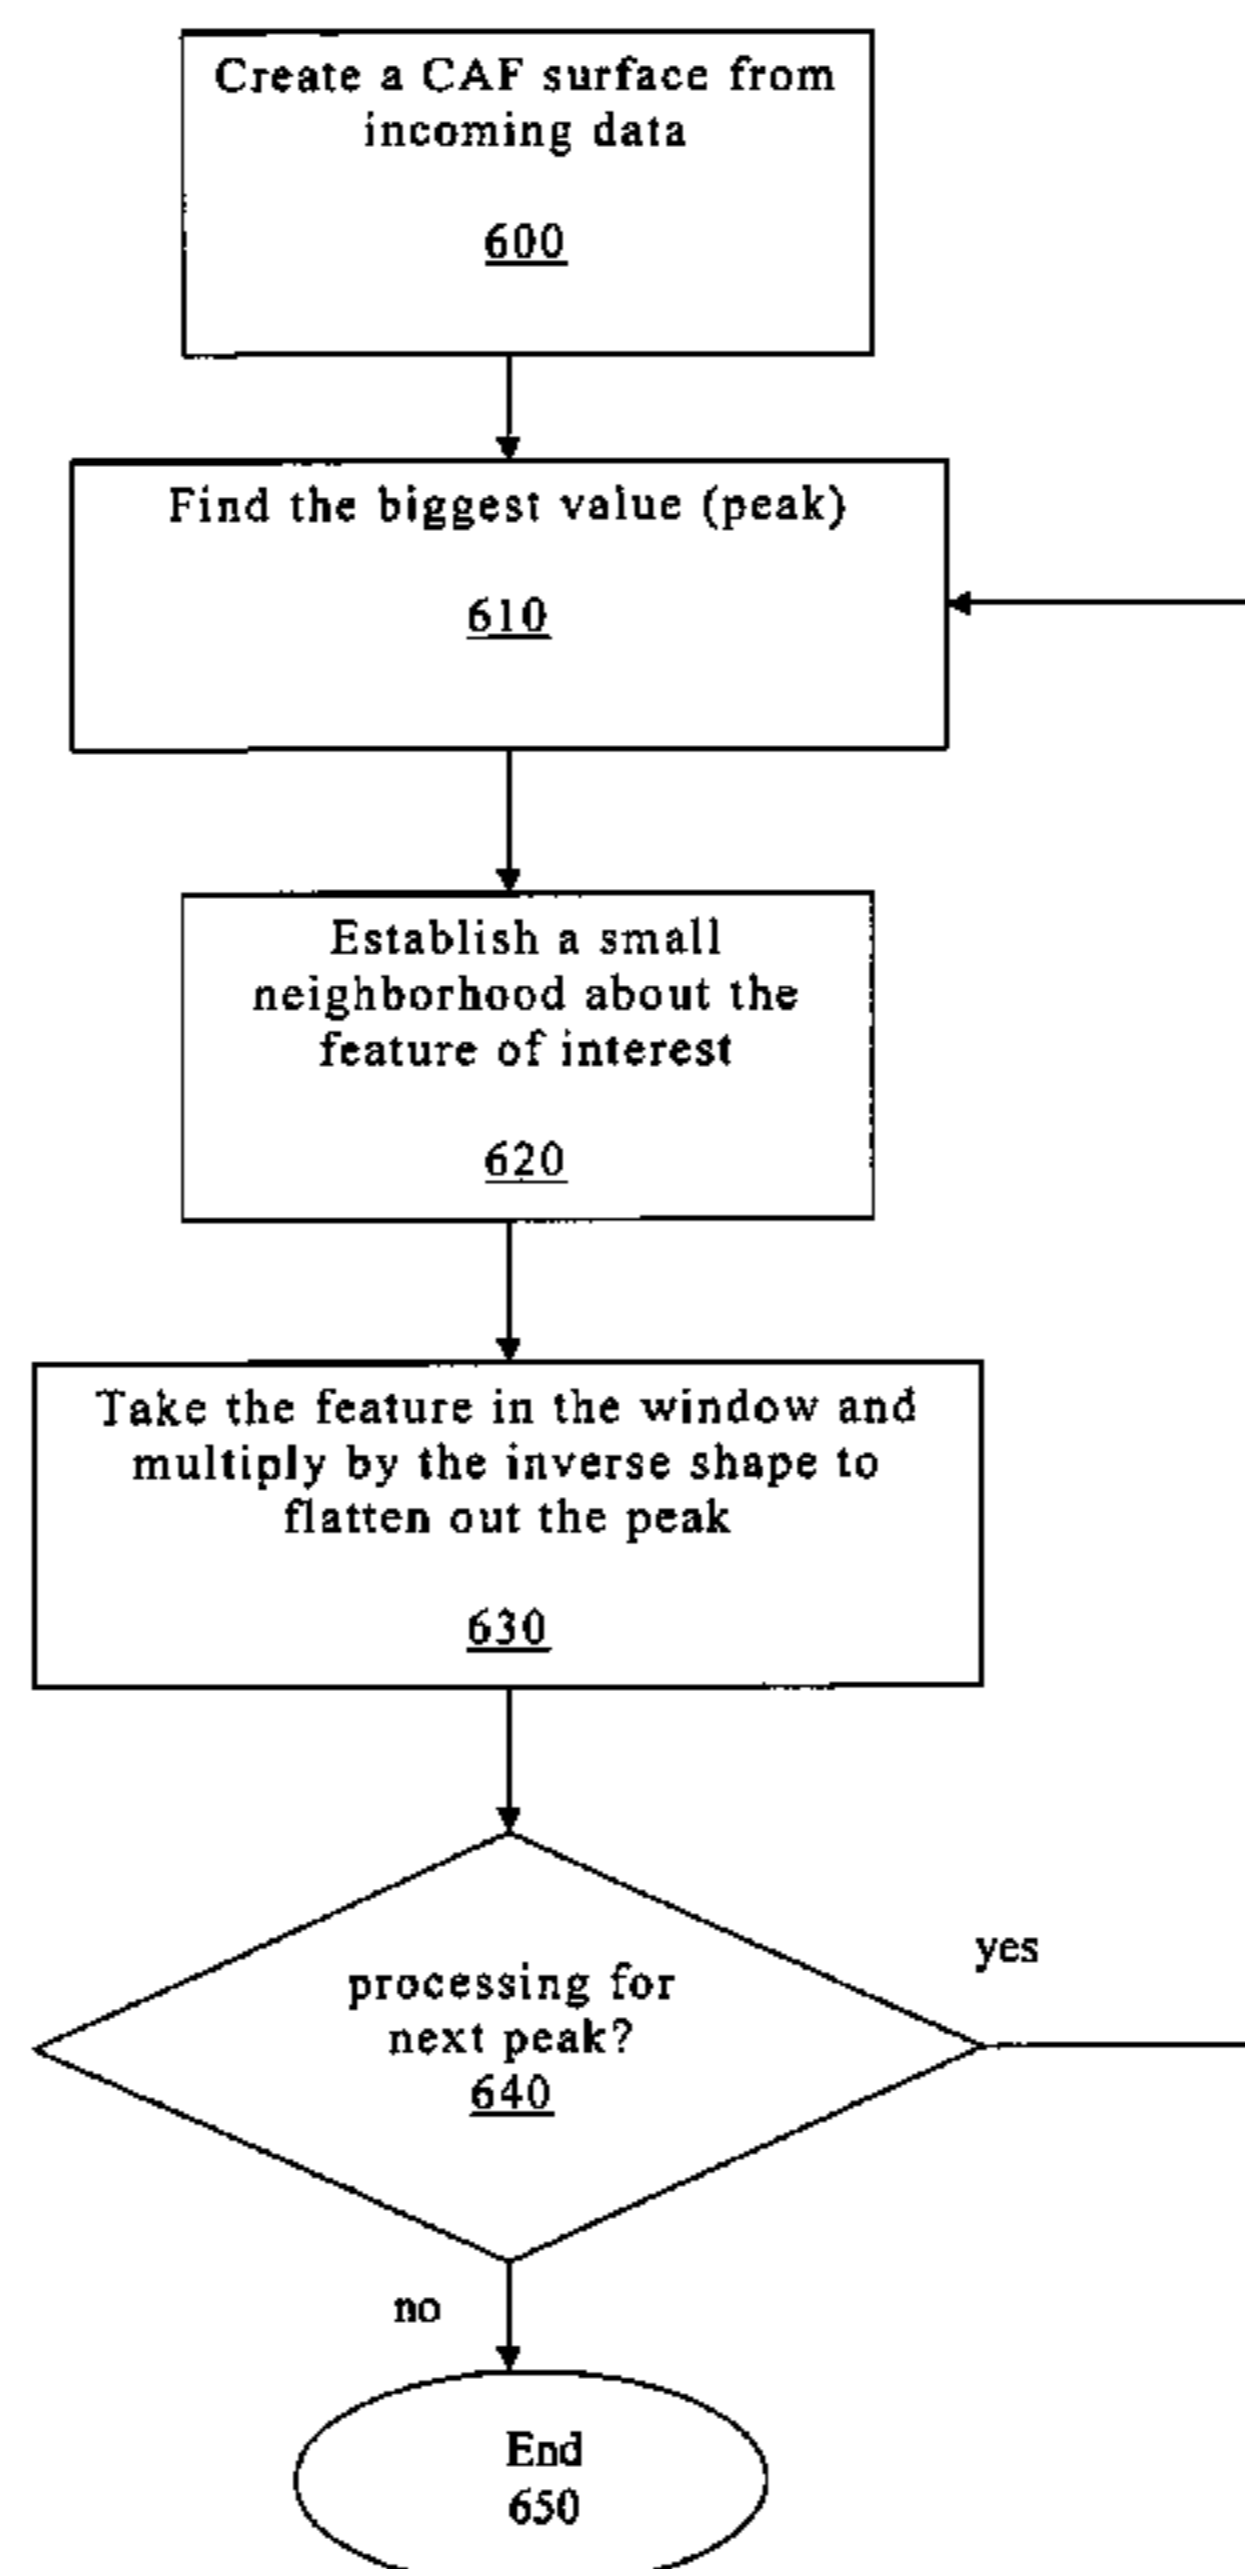 Create a CAF surface from
incoming data
600
Find the biggest value (peak)
610
Establish a small
neighborhood about the
feature of interest
620
Take the feature in the window and
multiply by the inverse shape to
flatten out the peak
630
processing for
next peak?
640
yes
no
End
650